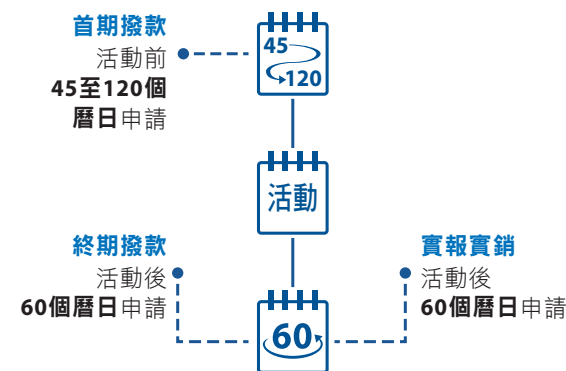 首期撥款
活動前
45至120個
曆日申請
45
120
活動
終期撥款
活動後
60個曆日申請
60
實報實銷
活動後
60個曆日申請